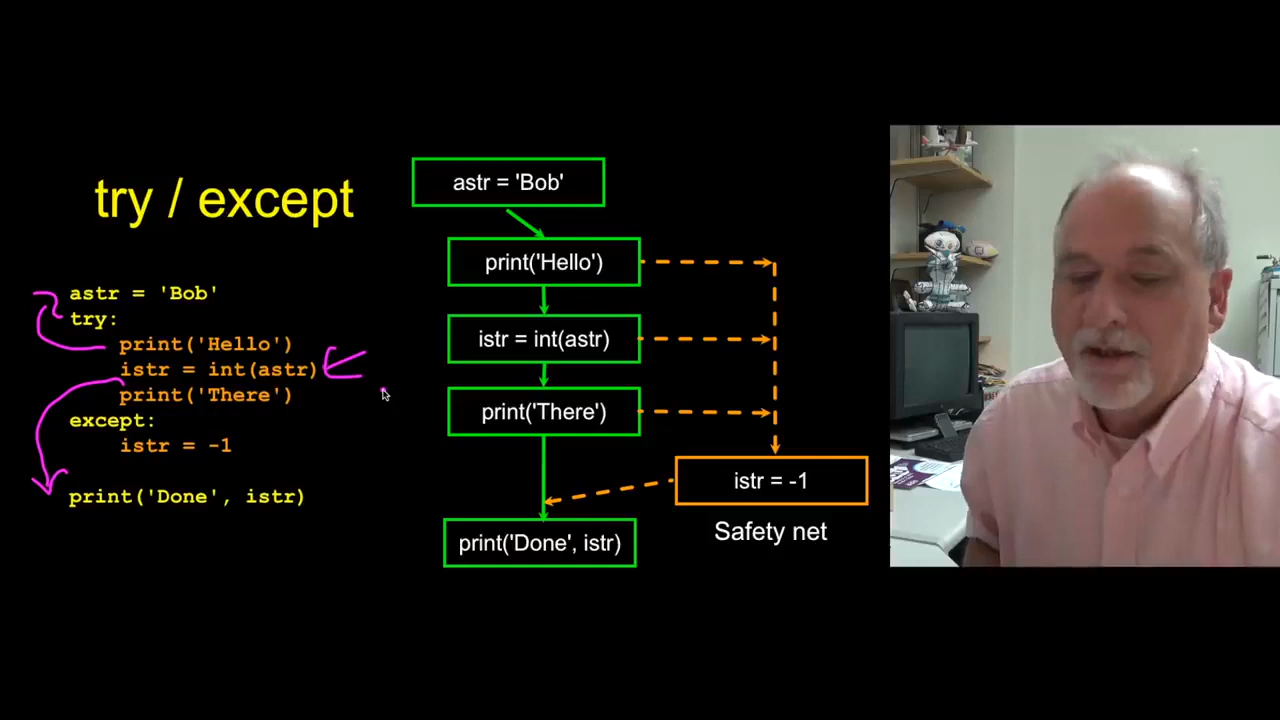 try / except
astr = 'Bob'
try:
    print('Hello')
    istr = int(astr)
    print('There')
except:
    istr = -1
print('Done', istr)
astr = 'Bob'
print('Hello')
istr = int(astr)
print('There')
istr = -1
Safety net
print('Done', istr)